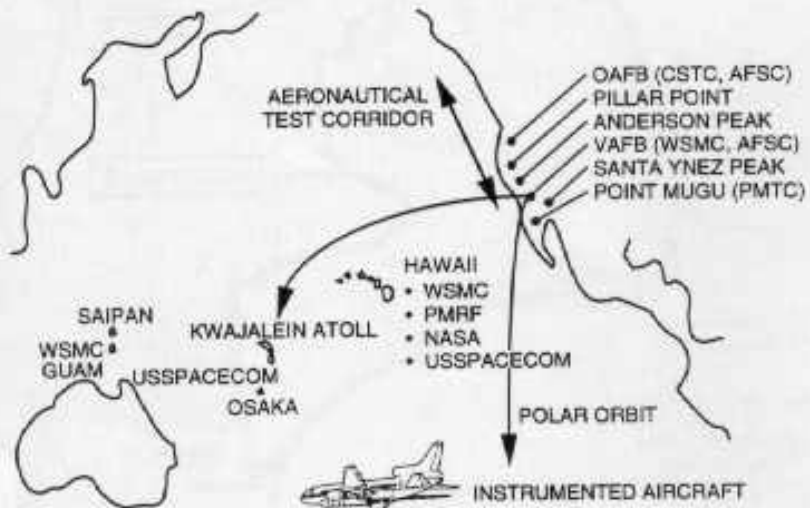 OAFB (CSTC, AFSC)
PILLAR POINT
ANDERSON PEAK
VAFB (WSMC, AFSC)
SANTA YNEZ PEAK
POINT MUGU (PMTC)
AERONAUTICAL
TEST CORRIDOR
HAWAII
• WSMC
• PMRF
• NASA
• USSPACECOM
SAIPAN
WSMC
GUAM
KWAJALEIN ATOLL
USSPACECOM
OSAKA
POLAR ORBIT
INSTRUMENTED AIRCRAFT